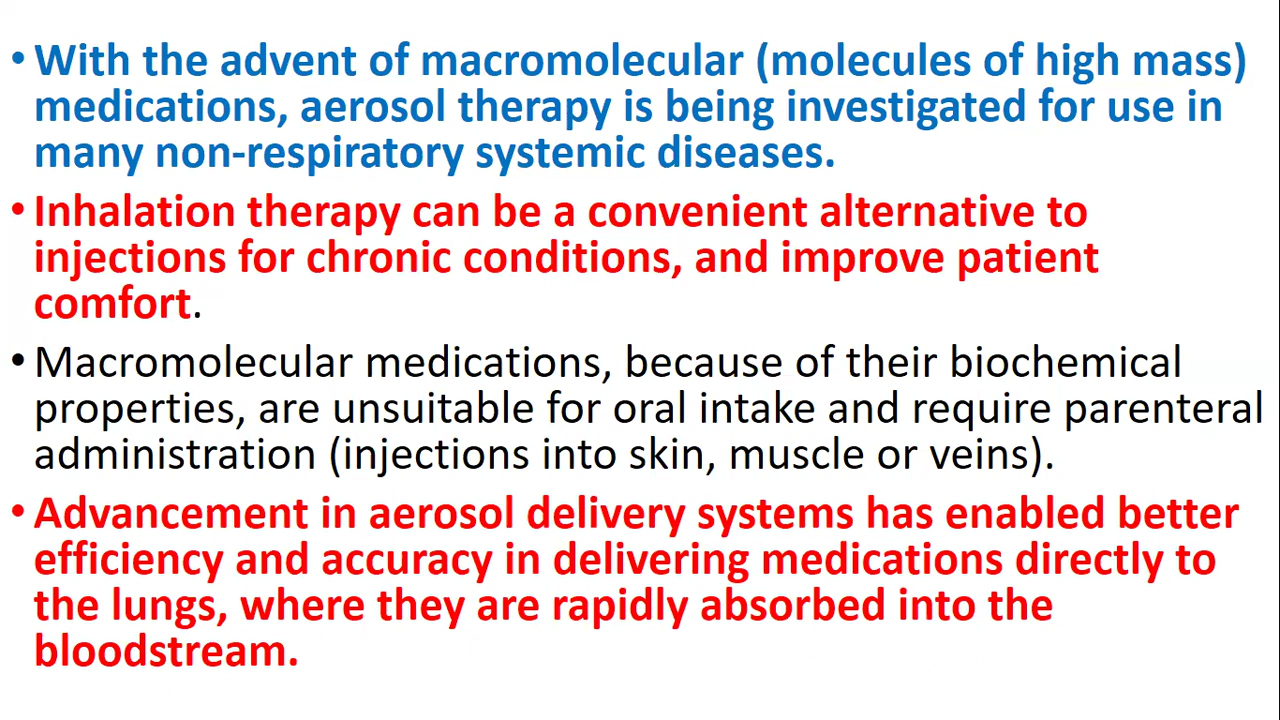 • With the advent of macromolecular (molecules of high mass)
medications, aerosol therapy is being investigated for use in
many non-respiratory systemic diseases.
• Inhalation therapy can be a convenient alternative to
injections for chronic conditions, and improve patient
comfort.
• Macromolecular medications, because of their biochemical
properties, are unsuitable for oral intake and require parenteral
administration (injections into skin, muscle or veins).
• Advancement in aerosol delivery systems has enabled better
efficiency and accuracy in delivering medications directly to
the lungs, where they are rapidly absorbed into the
bloodstream.